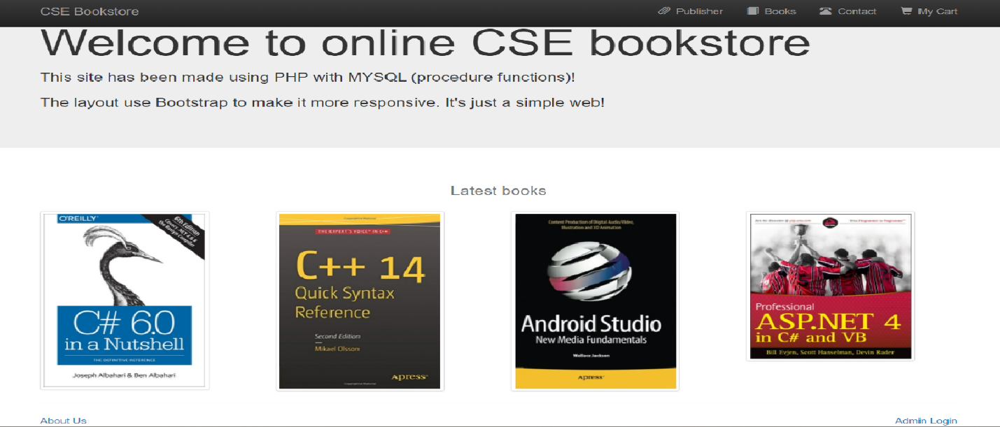 CSE Bookstore
Publisher Books Contact My Cart
Welcome to online CSE bookstore
This site has been made using PHP with MYSQL (procedure functions)!
The layout use Bootstrap to make it more responsive. It's just a simple web!
Latest books
O'REILLY
6th Edition
C# 6.0
in a Nutshell
THE DEFINITIVE REFERENCE
Joseph Albahari & Ben Albahari
THE EXPERT'S VOICE® IN C++
C++ 14
Quick Syntax
Reference
Second Edition
Mikael Olsson
Apress®
Content Production of Digital Audio/Video,
Illustration and 3D Animation
Android Studio
New Media Fundamentals
Wallace Jackson
Apress®
Professional
ASP.NET 4
in C# and VB
Bill Evjen, Scott Hanselman, Devin Rader
About Us
Admin Login